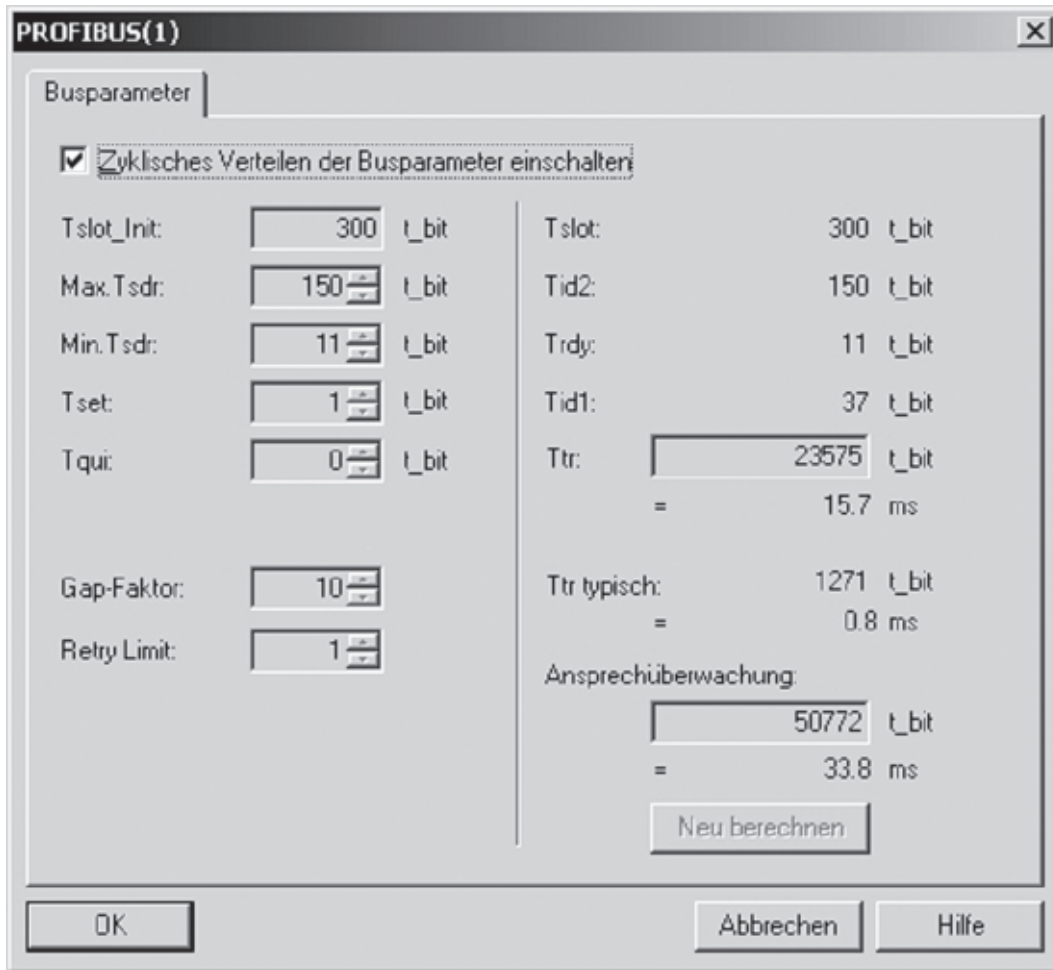 PROFIBUS(1)
Busparameter
Zyklisches Verteilen der Busparameter einschalten
Tslot_Init: 300 t_bit
Max.Tsdr: 150 t_bit
Min.Tsdr: 11 t_bit
Tset: 1 t_bit
Tqui: 0 t_bit
Gap-Faktor: 10
Retry Limit: 1
Tslot: 300 t_bit
Tid2: 150 t_bit
Trdy: 11 t_bit
Tid1: 37 t_bit
Ttr: 23575 t_bit
= 15.7 ms
Ttr typisch: 1271 t_bit
= 0.8 ms
Ansprechüberwachung:
50772 t_bit
= 33.8 ms
Neu berechnen
OK
Abbrechen
Hilfe